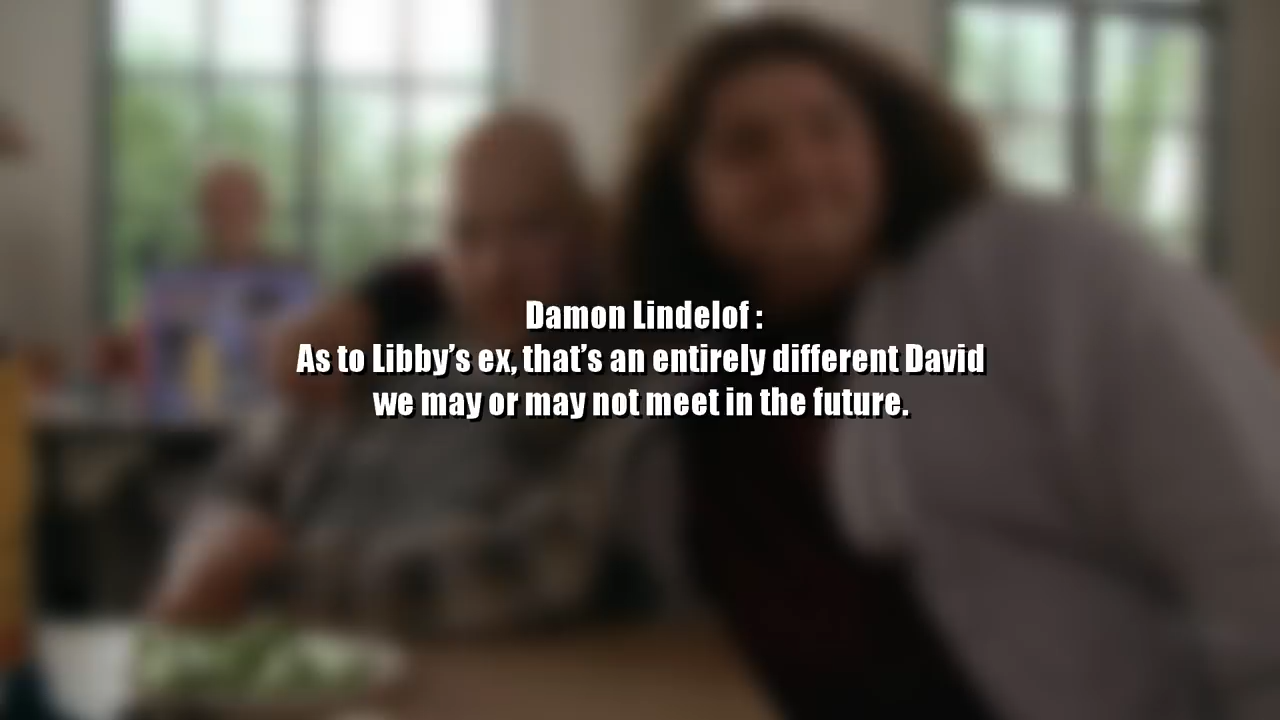 Damon Lindelof :
As to Libby’s ex, that’s an entirely different David
we may or may not meet in the future.